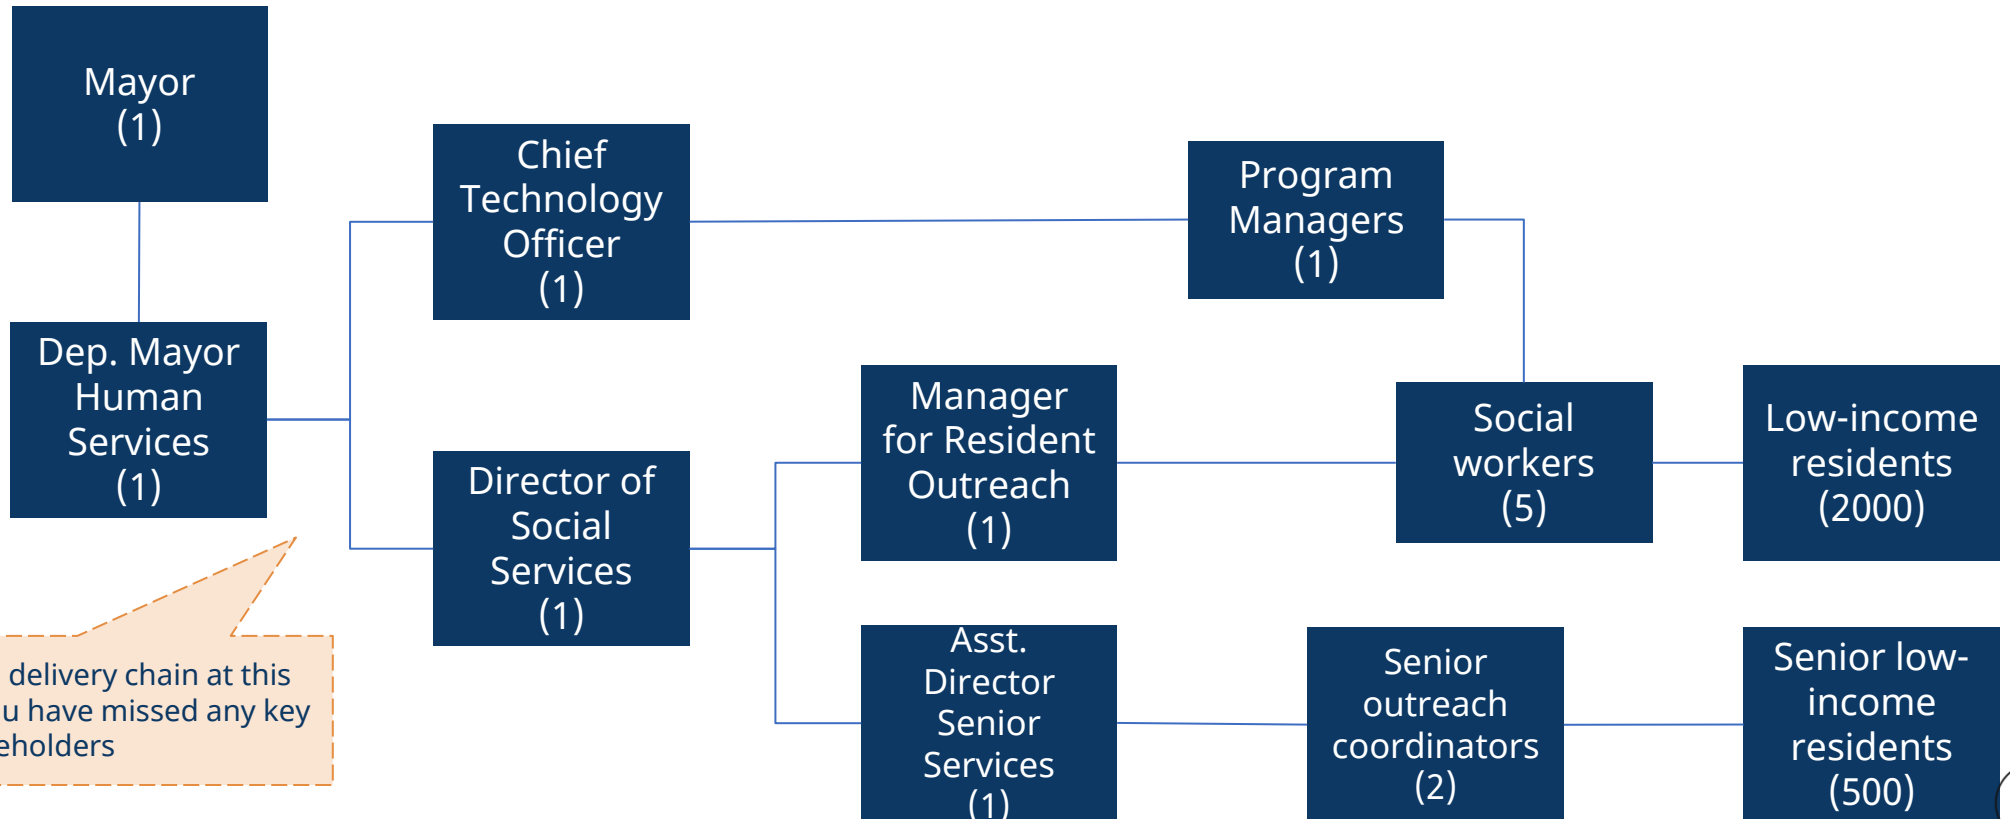 Mayor
(1)
Dep. Mayor
Human
Services
(1)
Chief
Technology
Officer
(1)
Director of
Social
Services
(1)
Manager
for Resident
Outreach
(1)
Asst.
Director
Senior
Services
(1)
Program
Managers
(1)
Social
workers
(5)
Senior
outreach
coordinators
(2)
Low-income
residents
(2000)
Senior low-
income
residents
(500)
delivery chain at this
have missed any key